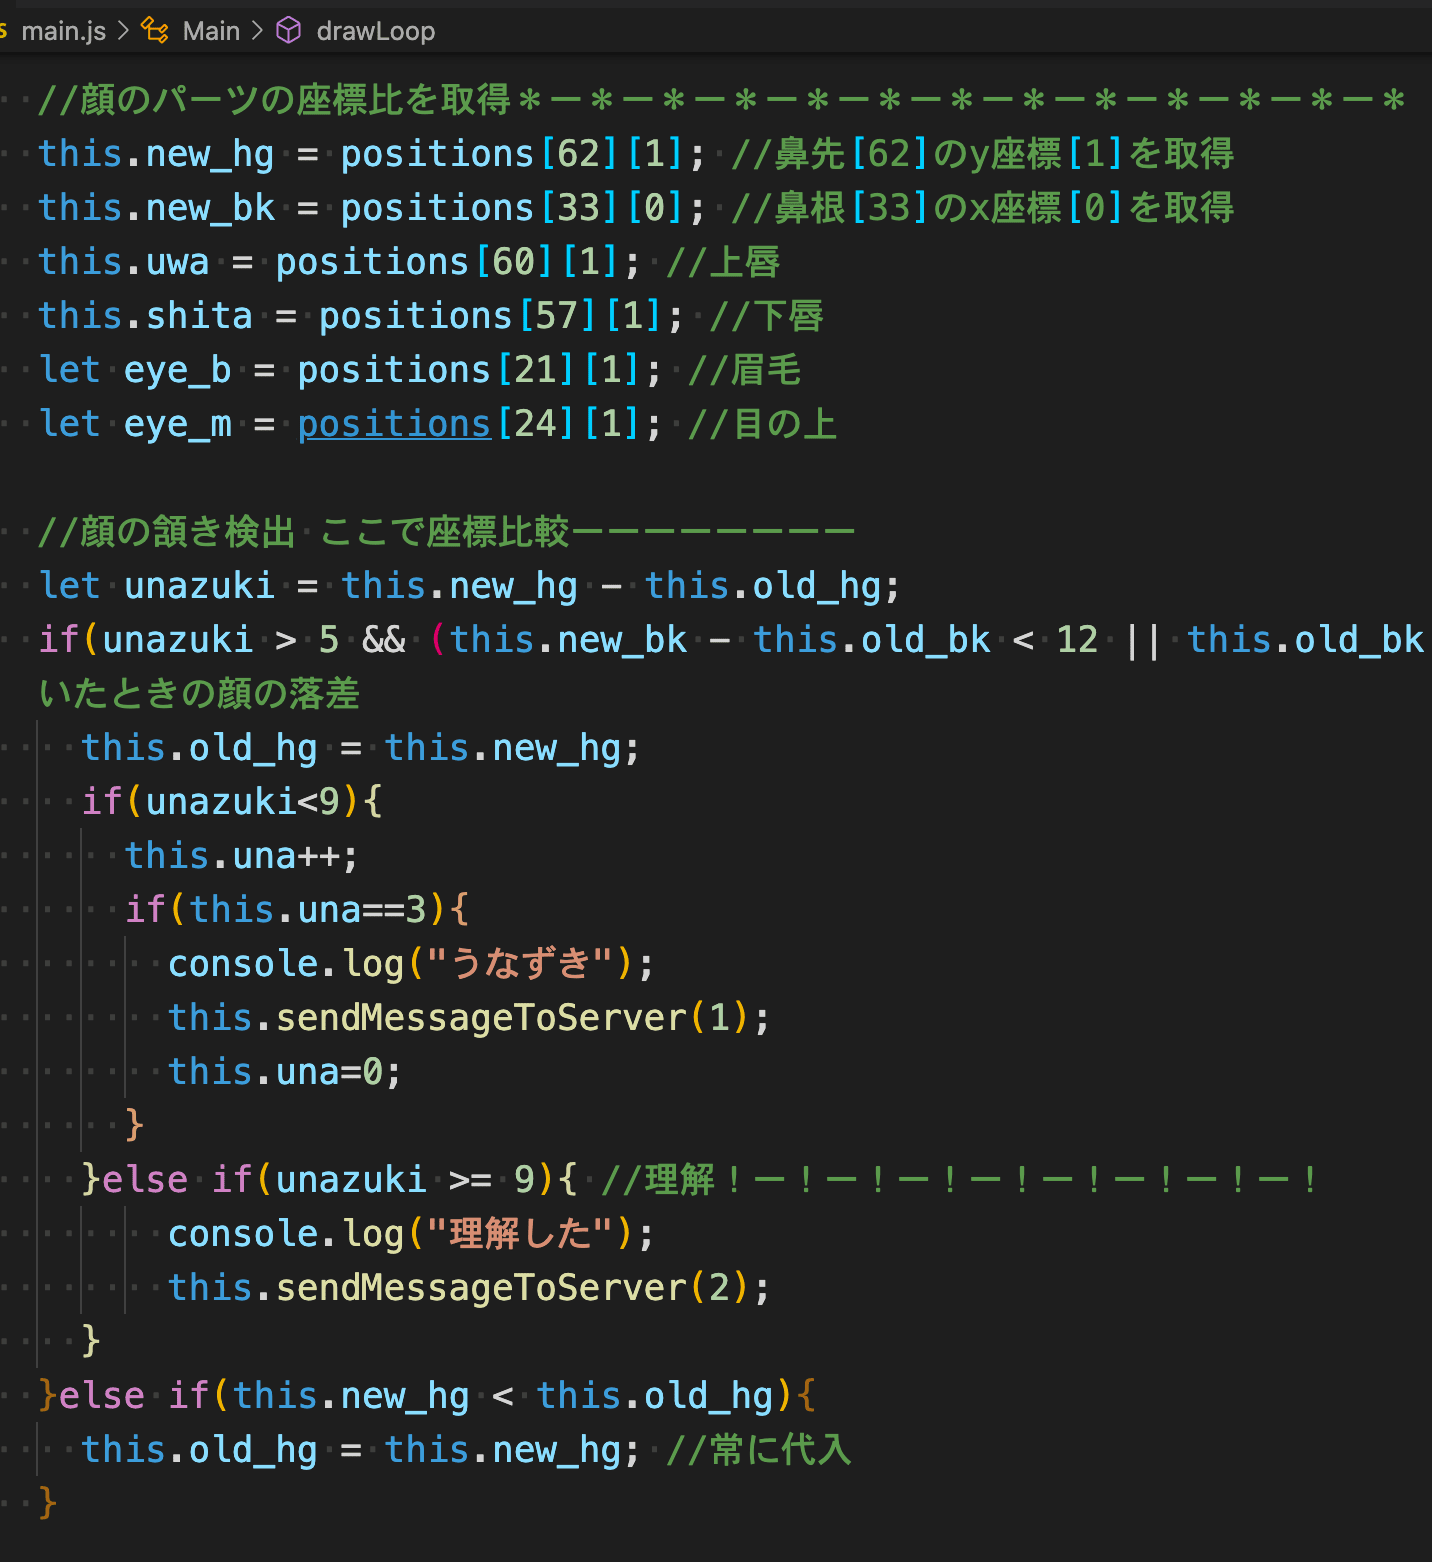 main.js > Main > drawLoop
//顔のパーツの座標比を取得＊ー＊ー＊ー＊ー＊ー＊ー＊ー＊ー＊ー＊ー＊ー＊ー＊
this.new_hg = positions[62][1]; //鼻先[62]のy座標[1]を取得
this.new_bk = positions[33][0]; //鼻根[33]のx座標[0]を取得
this.uwa = positions[60][1]; //上唇
this.shita = positions[57][1]; //下唇
let eye_b = positions[21][1]; //眉毛
let eye_m = positions[24][1]; //目の上
//顔の頷き検出 ここで座標比較ーーーーーーーー
let unazuki = this.new_hg - this.old_hg;
if(unazuki > 5 && (this.new_bk - this.old_bk < 12 || this.old_bk
いたときの顔の落差
this.old_hg = this.new_hg;
if(unazuki<9){
this.una++;
if(this.una==3){
console.log("うなずき");
this.sendMessageToServer(1);
this.una=0;
}
}else if(unazuki >= 9){ //理解！ー！ー！ー！ー！ー！ー！ー！ー！
console.log("理解した");
this.sendMessageToServer(2);
}
}else if(this.new_hg < this.old_hg){
this.old_hg = this.new_hg; //常に代入
}